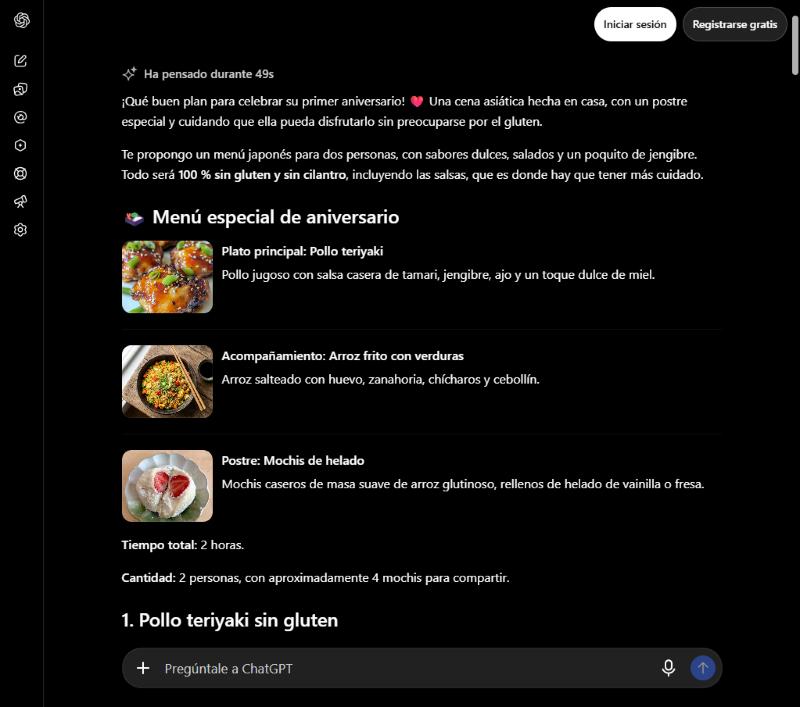 Iniciar sesión
Registrarse gratis
Ha pensado durante 49s
¡Qué buen plan para celebrar su primer aniversario! 💖 Una cena asiática hecha en casa, con un postre
especial y cuidando que ella pueda disfrutarlo sin preocuparse por el gluten.
Te propongo un menú japonés para dos personas, con sabores dulces, salados y un poquito de jengibre.
Todo será 100 % sin gluten y sin cilantro, incluyendo las salsas, que es donde hay que tener más cuidado.
🍱 Menú especial de aniversario
Plato principal: Pollo teriyaki
Pollo jugoso con salsa casera de tamari, jengibre, ajo y un toque dulce de miel.
Acompañamiento: Arroz frito con verduras
Arroz salteado con huevo, zanahoria, chícharos y cebollín.
Postre: Mochis de helado
Mochis caseros de masa suave de arroz glutinoso, rellenos de helado de vainilla o fresa.
Tiempo total: 2 horas.
Cantidad: 2 personas, con aproximadamente 4 mochis para compartir.
1. Pollo teriyaki sin gluten
Pregúntale a ChatGPT